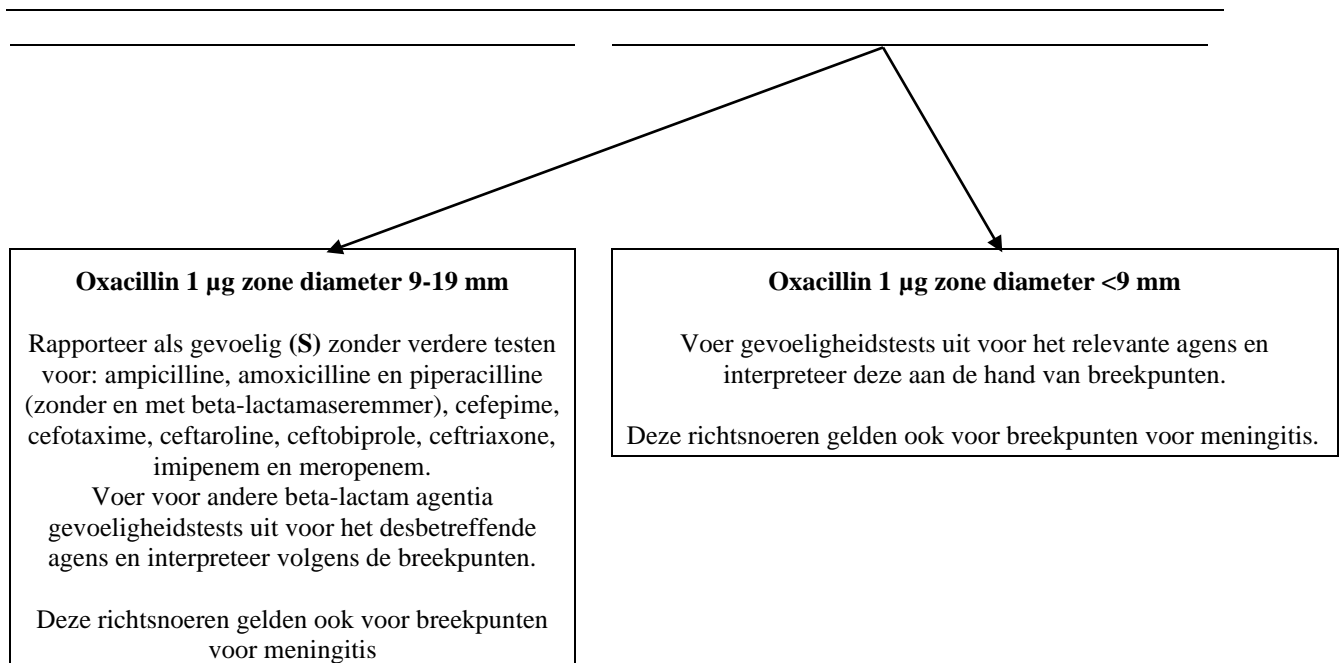 Oxacillin 1 µg zone diameter 9-19 mm
Rapporteer als gevoelig (S) zonder verdere testen
voor: ampicilline, amoxicilline en piperacilline
(zonder en met beta-lactamaseremmer), cefepime,
cefotaxime, ceftaroline, ceftobiprole, ceftriaxone,
imipenem en meropenem.
Voer voor andere beta-lactam agentia
gevoeligheidstests uit voor het desbetreffende
agens en interpreteer volgens de breekpunten.
Deze richtsnoeren gelden ook voor breekpunten
voor meningitis
Oxacillin 1 µg zone diameter <9 mm
Voer gevoeligheidstests uit voor het relevante agens en
interpreteer deze aan de hand van breekpunten.
Deze richtsnoeren gelden ook voor breekpunten voor meningitis.